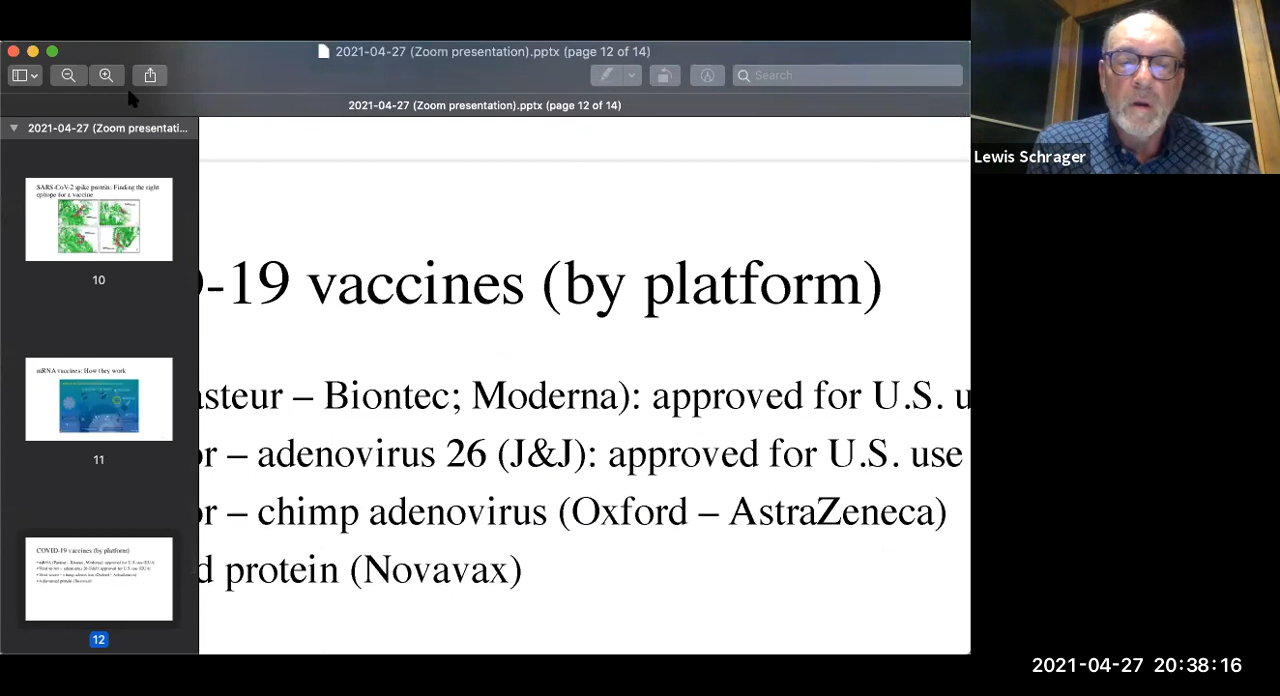 2021-04-27 (Zoom presentation).pptx (page 12 of 14)
Search
2021-04-27 (Zoom presentation).pptx (page 12 of 14)
2021-04-27 (Zoom presentati...
SARS-CoV-2 spike protein: Finding the right
epitope for a vaccine
10
mRNA vaccines: How they work
11
COVID-19 vaccines (by platform)
12
-19 vaccines (by platform)
asteur – Biontec; Moderna): approved for U.S. u
or – adenovirus 26 (J&J): approved for U.S. use
or – chimp adenovirus (Oxford – AstraZeneca)
d protein (Novavax)
Lewis Schrager
2021-04-27 20:38:16